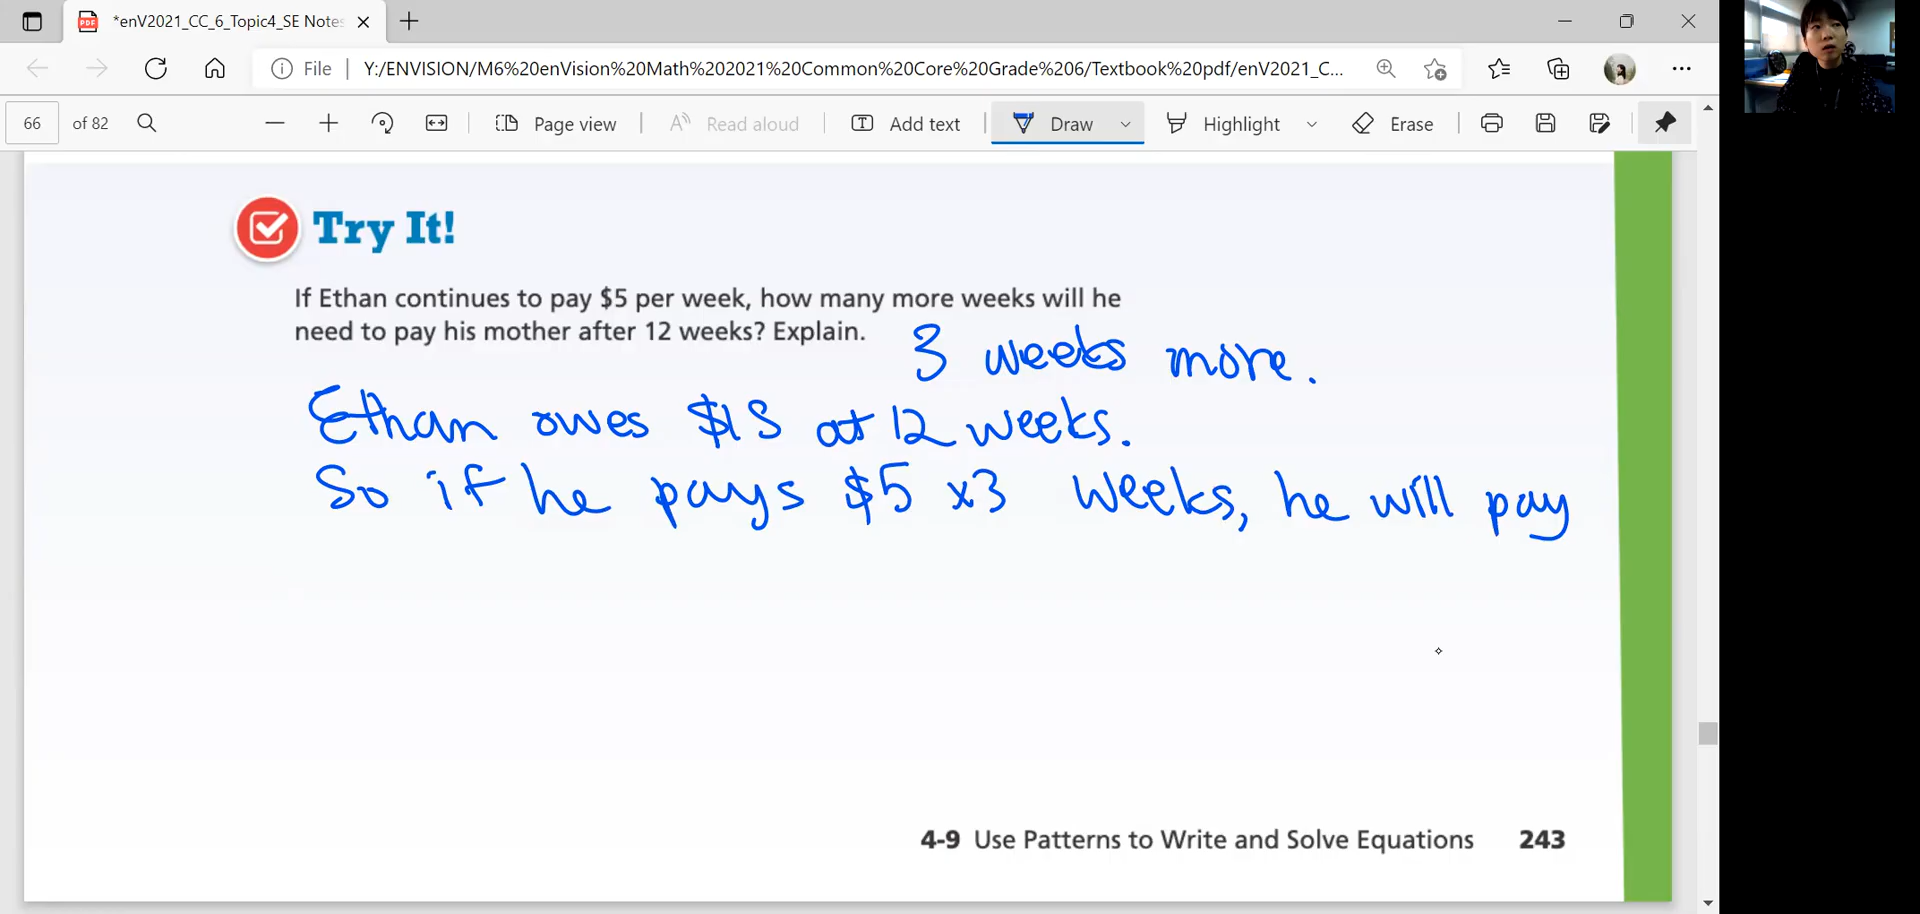 *enV2021_CC_6_Topic4_SE Notes
File
Y:/ENVISION/M6%20enVision%20Math%202021%20Common%20Core%20Grade%206/Textbook%20pdf/enV2021_C...
66 of 82
Page view
Read aloud
Add text
Draw
Highlight
Erase
Try It!
If Ethan continues to pay $5 per week, how many more weeks will he
need to pay his mother after 12 weeks? Explain.
3 weeks more.
Ethan owes $15 at 12 weeks.
So if he pays $5 x3 weeks, he will pay
4-9 Use Patterns to Write and Solve Equations 243